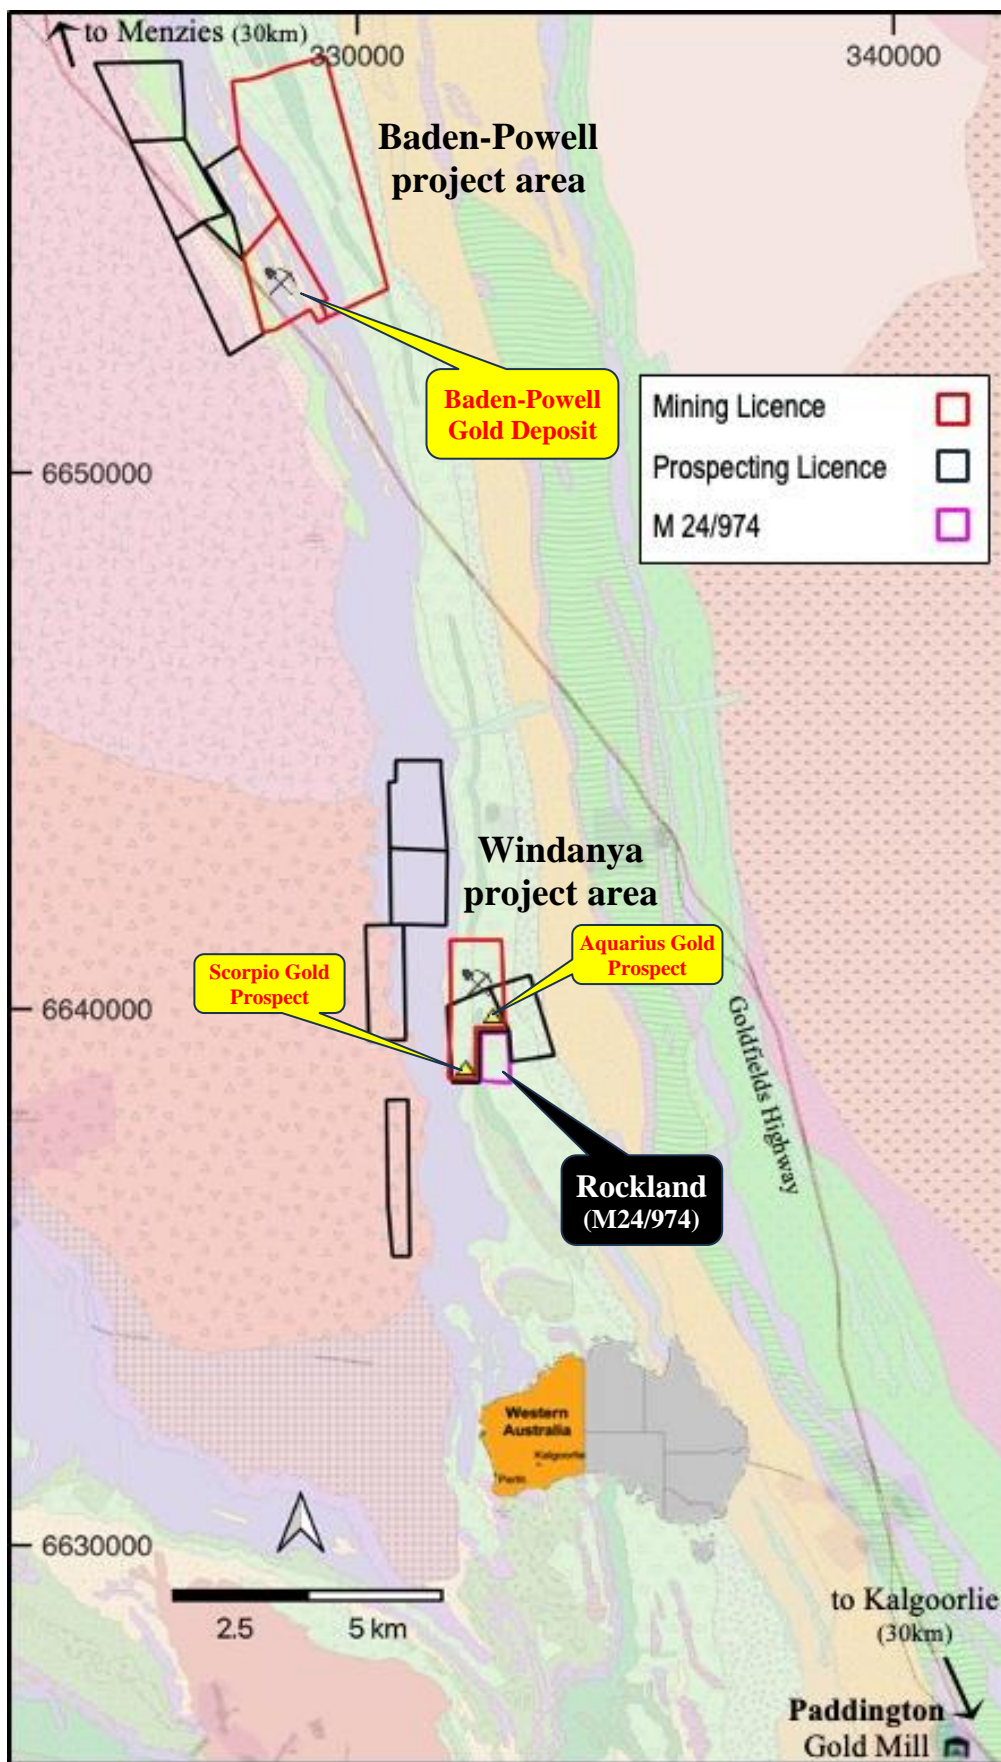 to Menzies (30km)
330000
340000
Baden-Powell
project area
Baden-Powell
Gold Deposit
Mining Licence
Prospecting Licence
M 24/974
6650000
Windanya
project area
Aquarius Gold
Prospect
Scorpio Gold
Prospect
6640000
Goldfields Highway
Rockland
(M24/974)
Western
Australia
Kalgoorlie
Perth
6630000
2.5
5 km
to Kalgoorlie
(30km)
Paddington
Gold Mill